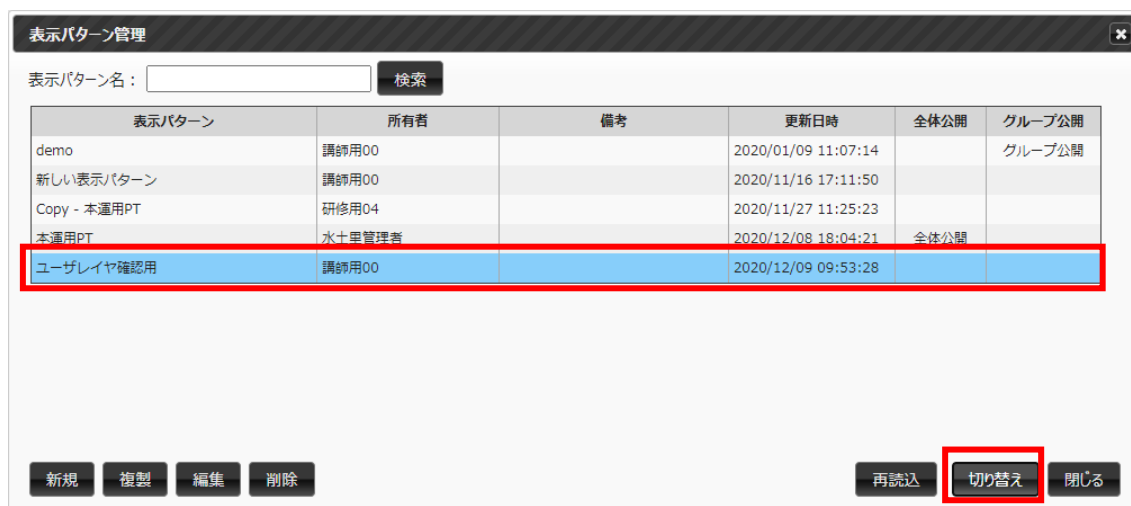 表示パターン管理
表示パターン名： 検索
表示パターン 所有者 備考 更新日時 全体公開 グループ公開
demo 講師用00 2020/01/09 11:07:14 グループ公開
新しい表示パターン 講師用00 2020/11/16 17:11:50
Copy - 本運用PT 研修用04 2020/11/27 11:25:23
本運用PT 水土里管理者 2020/12/08 18:04:21 全体公開
ユーザレイヤ確認用 講師用00 2020/12/09 09:53:28
新規 複製 編集 削除 再読込 切り替え 閉じる